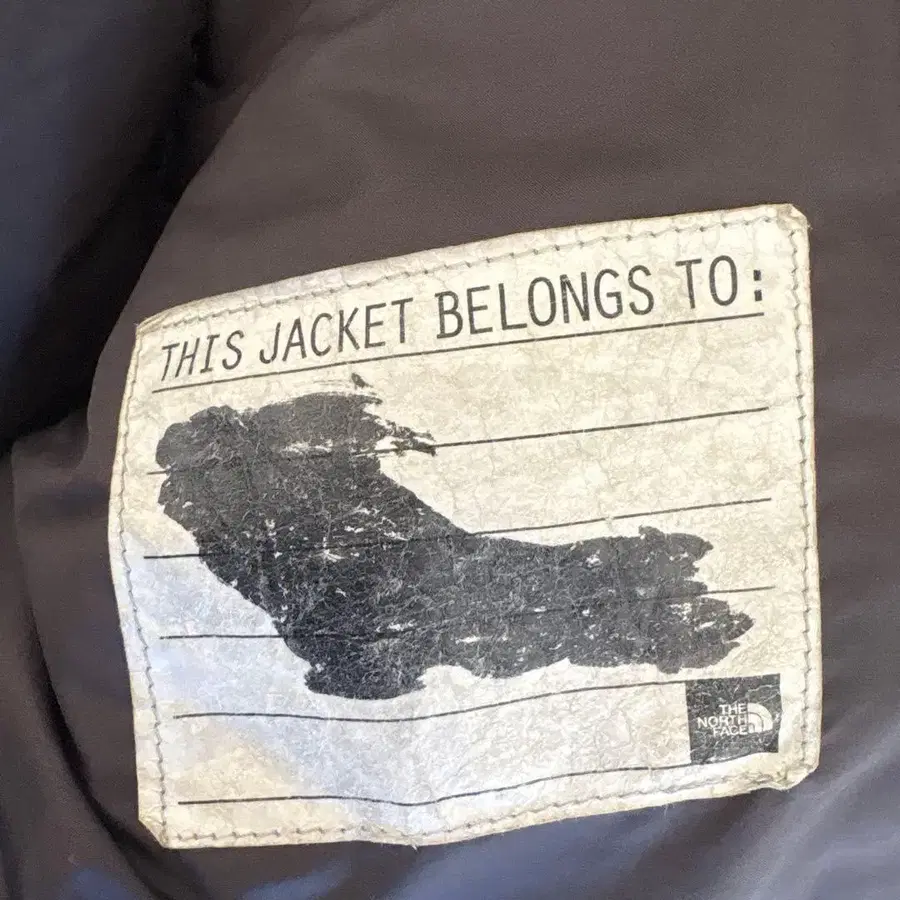 THIS JACKET BELONGS TO:
THE
NORTH
FACE